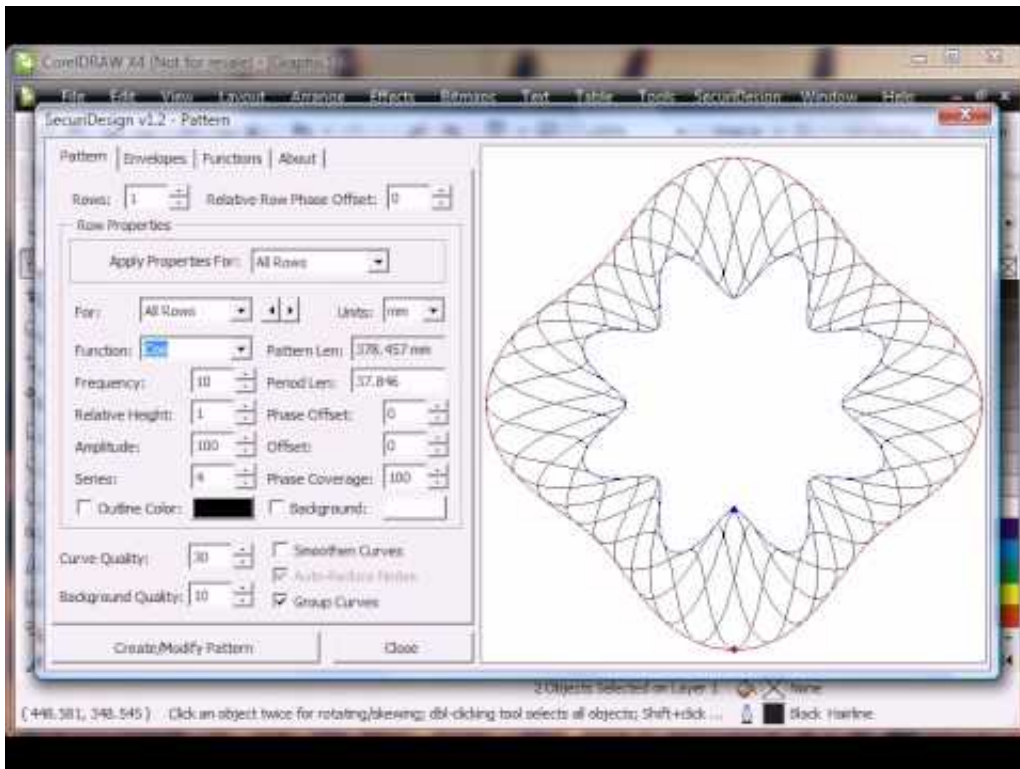 CorelDRAW X4 (Not for resale) - [Graphic1]
File Edit View Layout Arrange Effects Bitmaps Text Table Tools SecuriDesign Window Help
SecuriDesign v1.2 - Pattern
Pattern Envelopes Functions About
Rows: 1 Relative Row Phase Offset: 0
Row Properties
Apply Properties For: All Rows
For: All Rows Units: mm
Function: Cos Pattern Len: 378.457 mm
Frequency: 10 Period Len: 37.846
Relative Height: 1 Phase Offset: 0
Amplitude: 100 Offset: 0
Series: 4 Phase Coverage: 100
Outline Color: Background:
Curve Quality: 30 Smoothen Curves
Auto-Reduce Nodes
Background Quality: 10 Group Curves
Create/Modify Pattern Close
2 Objects Selected on Layer 1 None
(448.581, 348.545) Click an object twice for rotating/skewing; dbl-clicking tool selects all objects; Shift+click ... Black Hairline